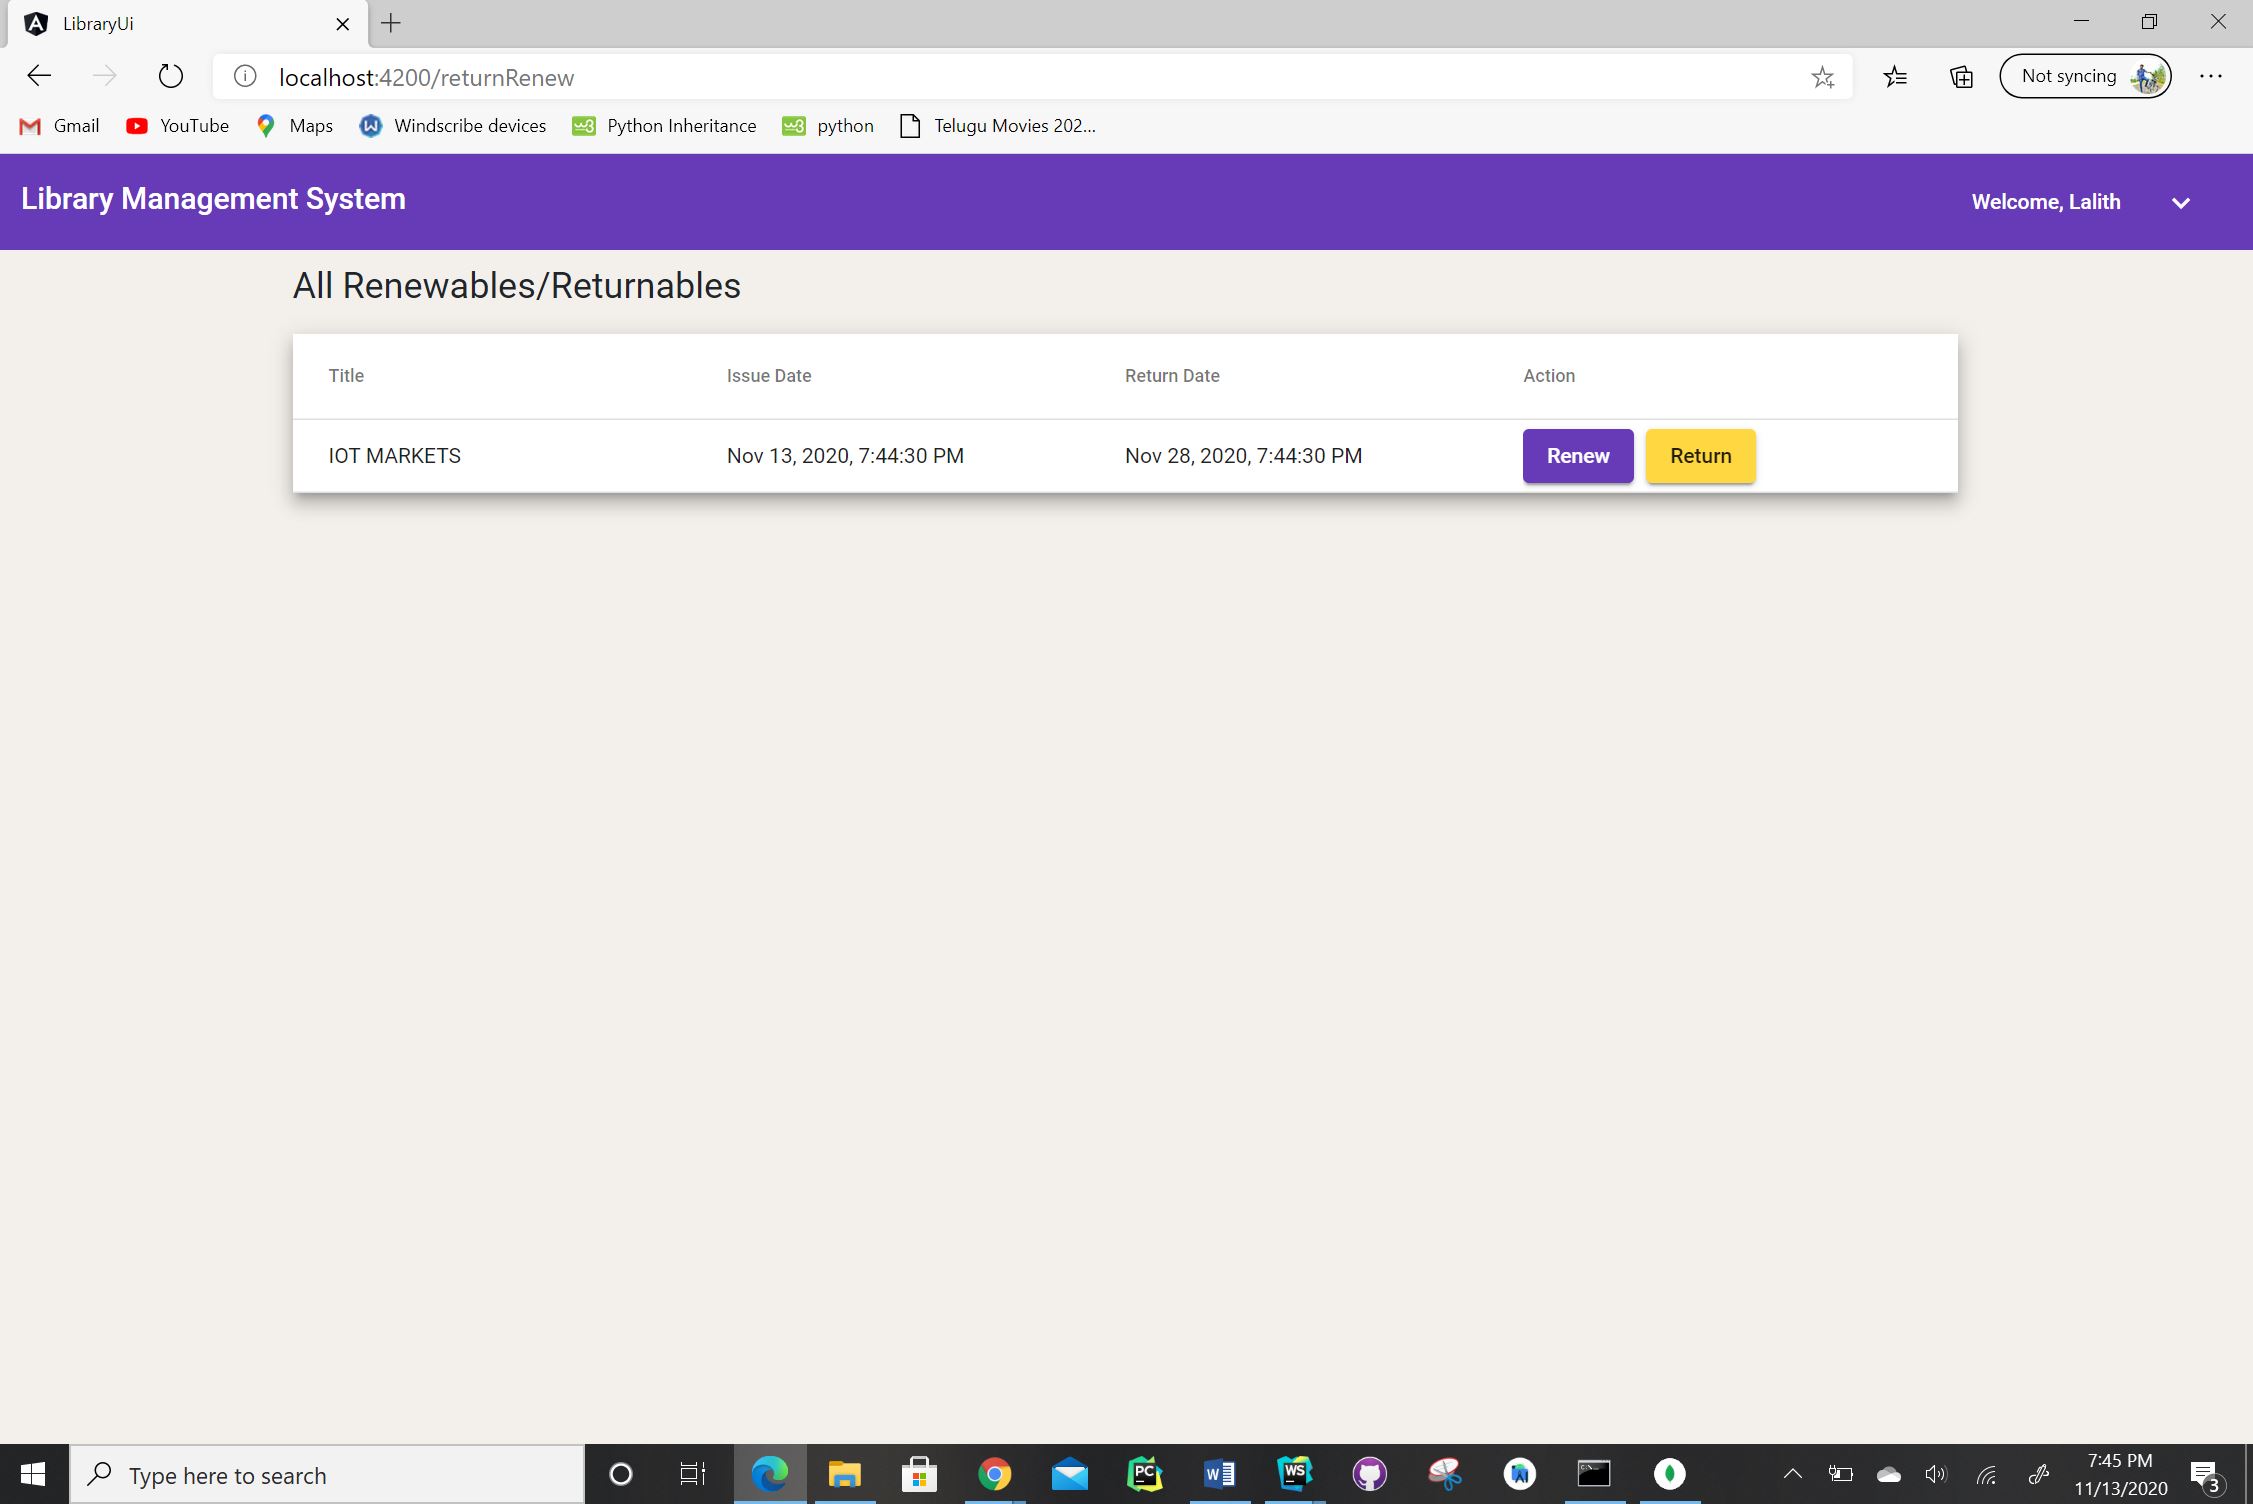 LibraryUi
localhost:4200/returnRenew
Not syncing
Gmail YouTube Maps Windscribe devices Python Inheritance python Telugu Movies 202...
Library Management System
Welcome, Lalith
All Renewables/Returnables
Title Issue Date Return Date Action
IOT MARKETS Nov 13, 2020, 7:44:30 PM Nov 28, 2020, 7:44:30 PM Renew Return
Type here to search
7:45 PM
11/13/2020
3